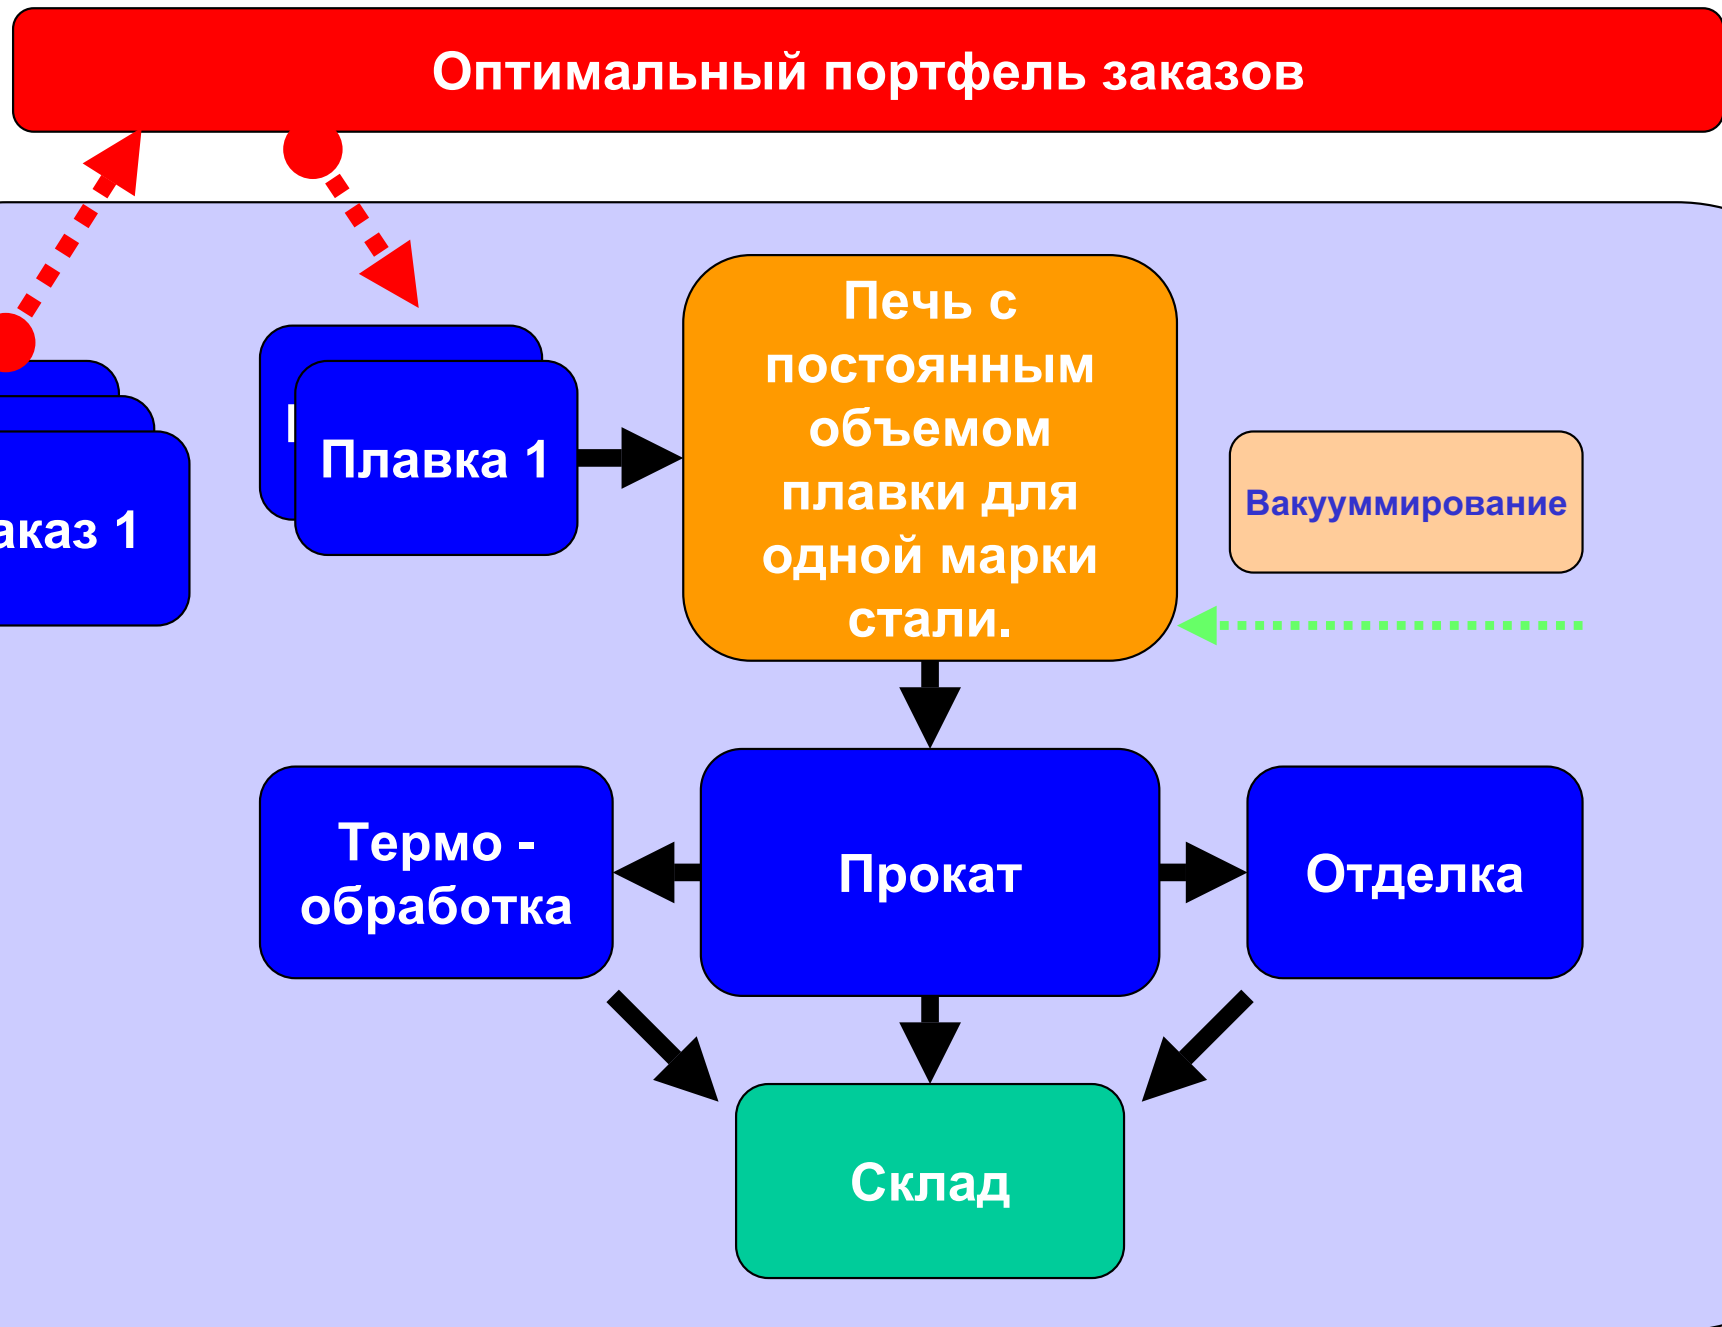 Оптимальный портфель заказов
Печь с
постоянным
объемом
плавки для
одной марки
стали.
Плавка 1
аказ 1
Вакууммирование
Термо -
обработка
Прокат
Отделка
Склад